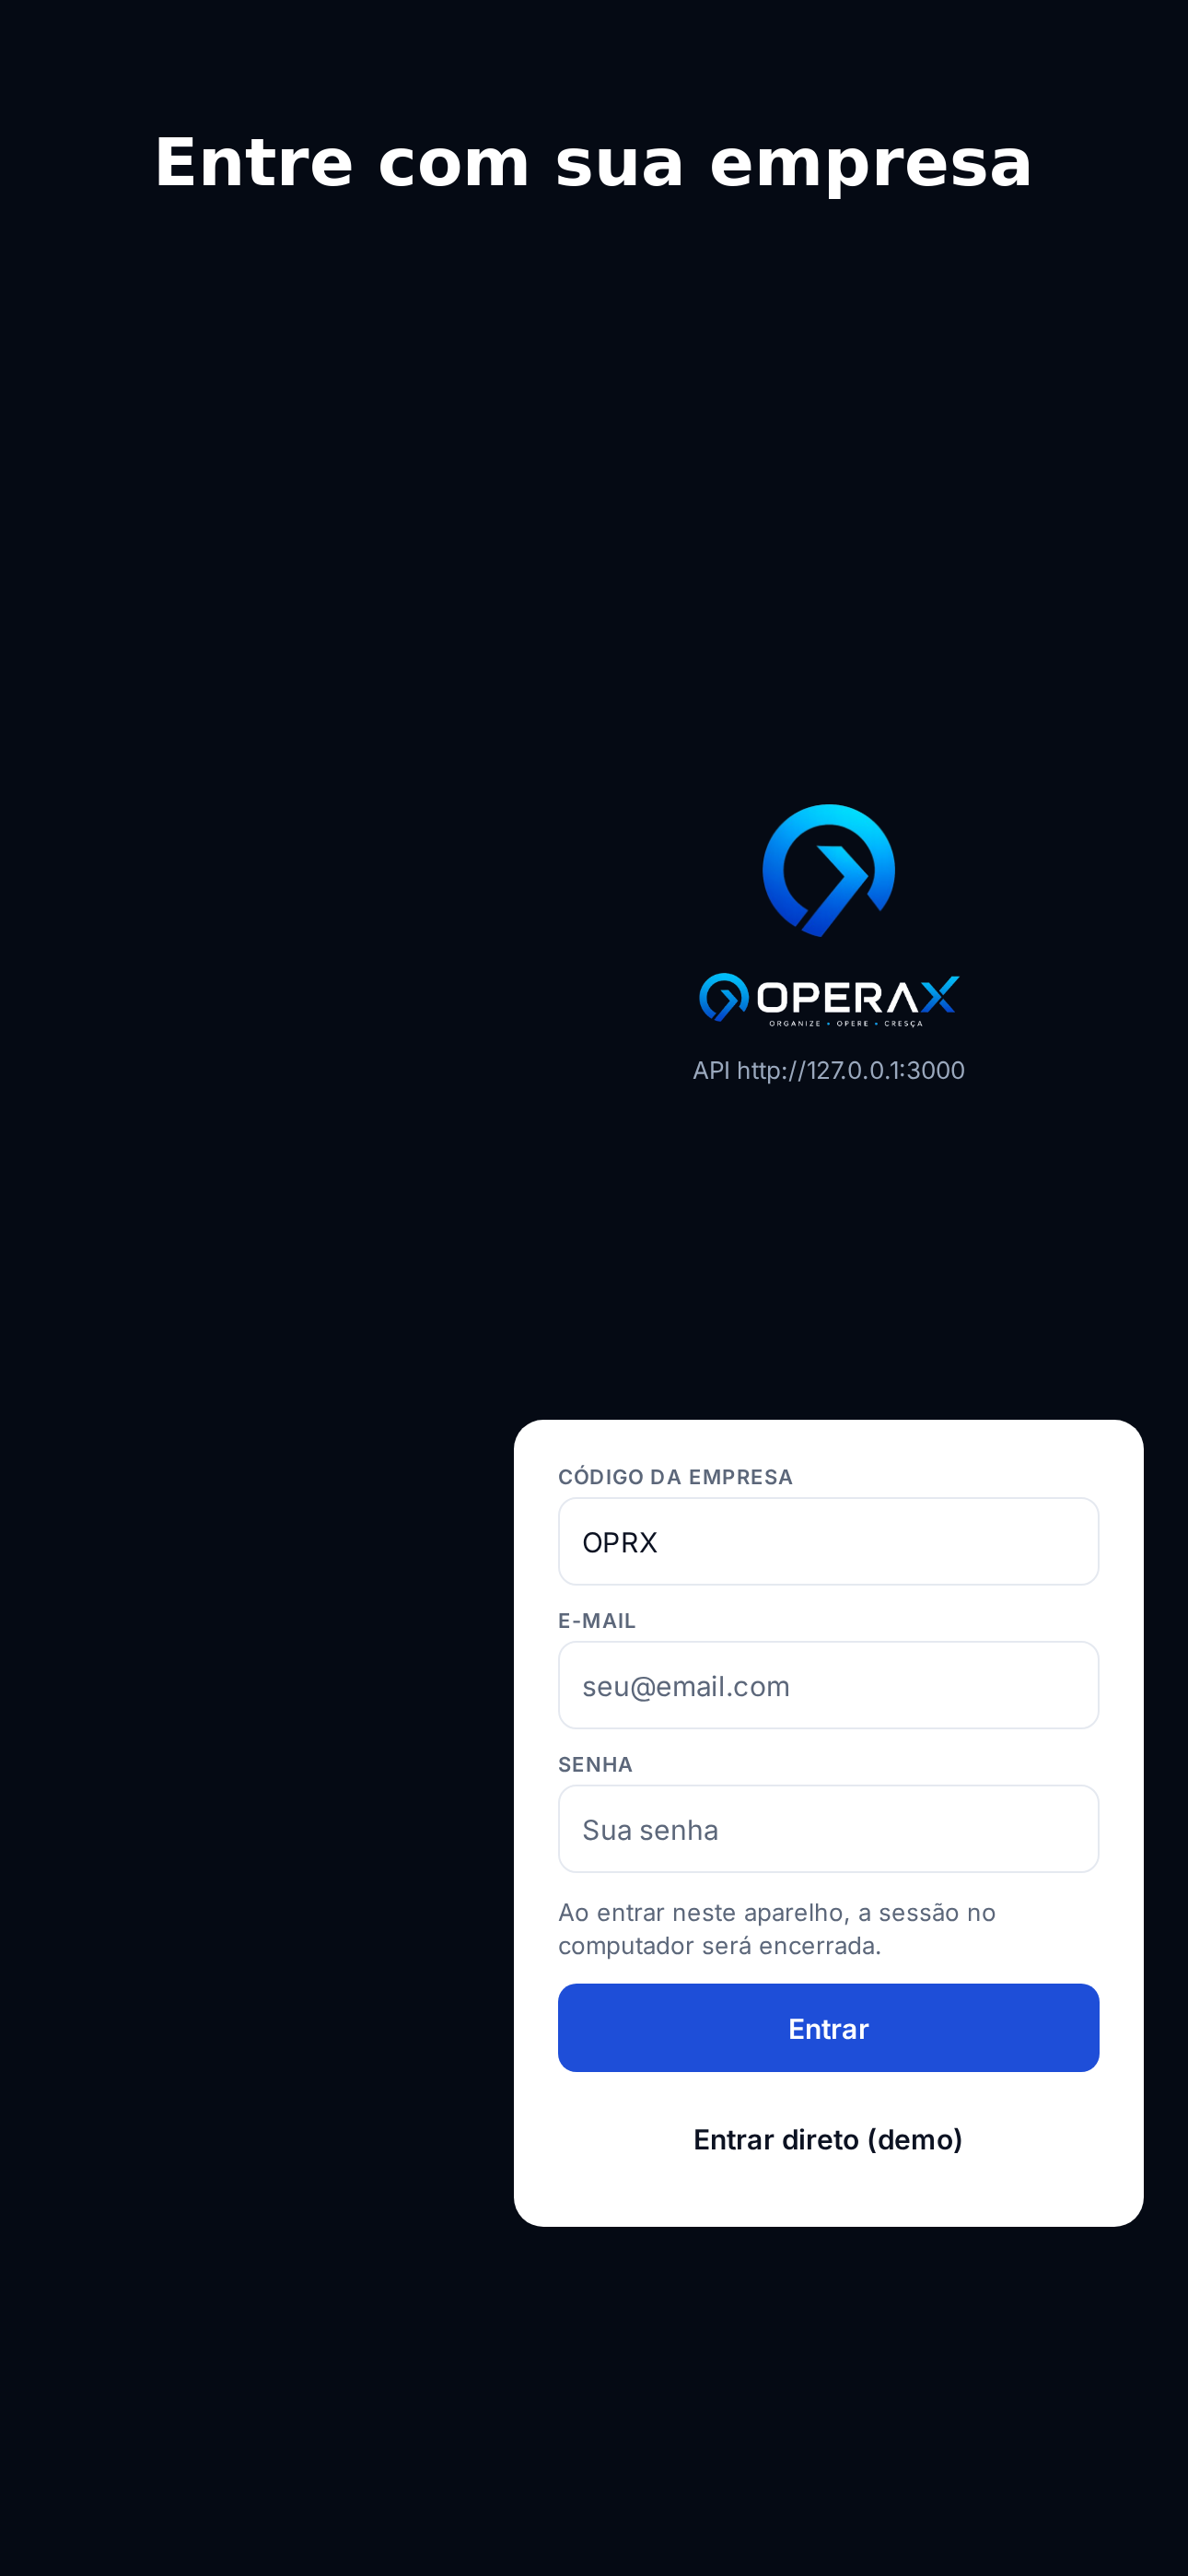 Entre com sua empresa
OPERAX
ORGANIZE • OPERE • CRESÇA
API http://127.0.0.1:3000
CÓDIGO DA EMPRESA
OPRX
E-MAIL
seu@email.com
SENHA
Sua senha
Ao entrar neste aparelho, a sessão no
computador será encerrada.
Entrar
Entrar direto (demo)